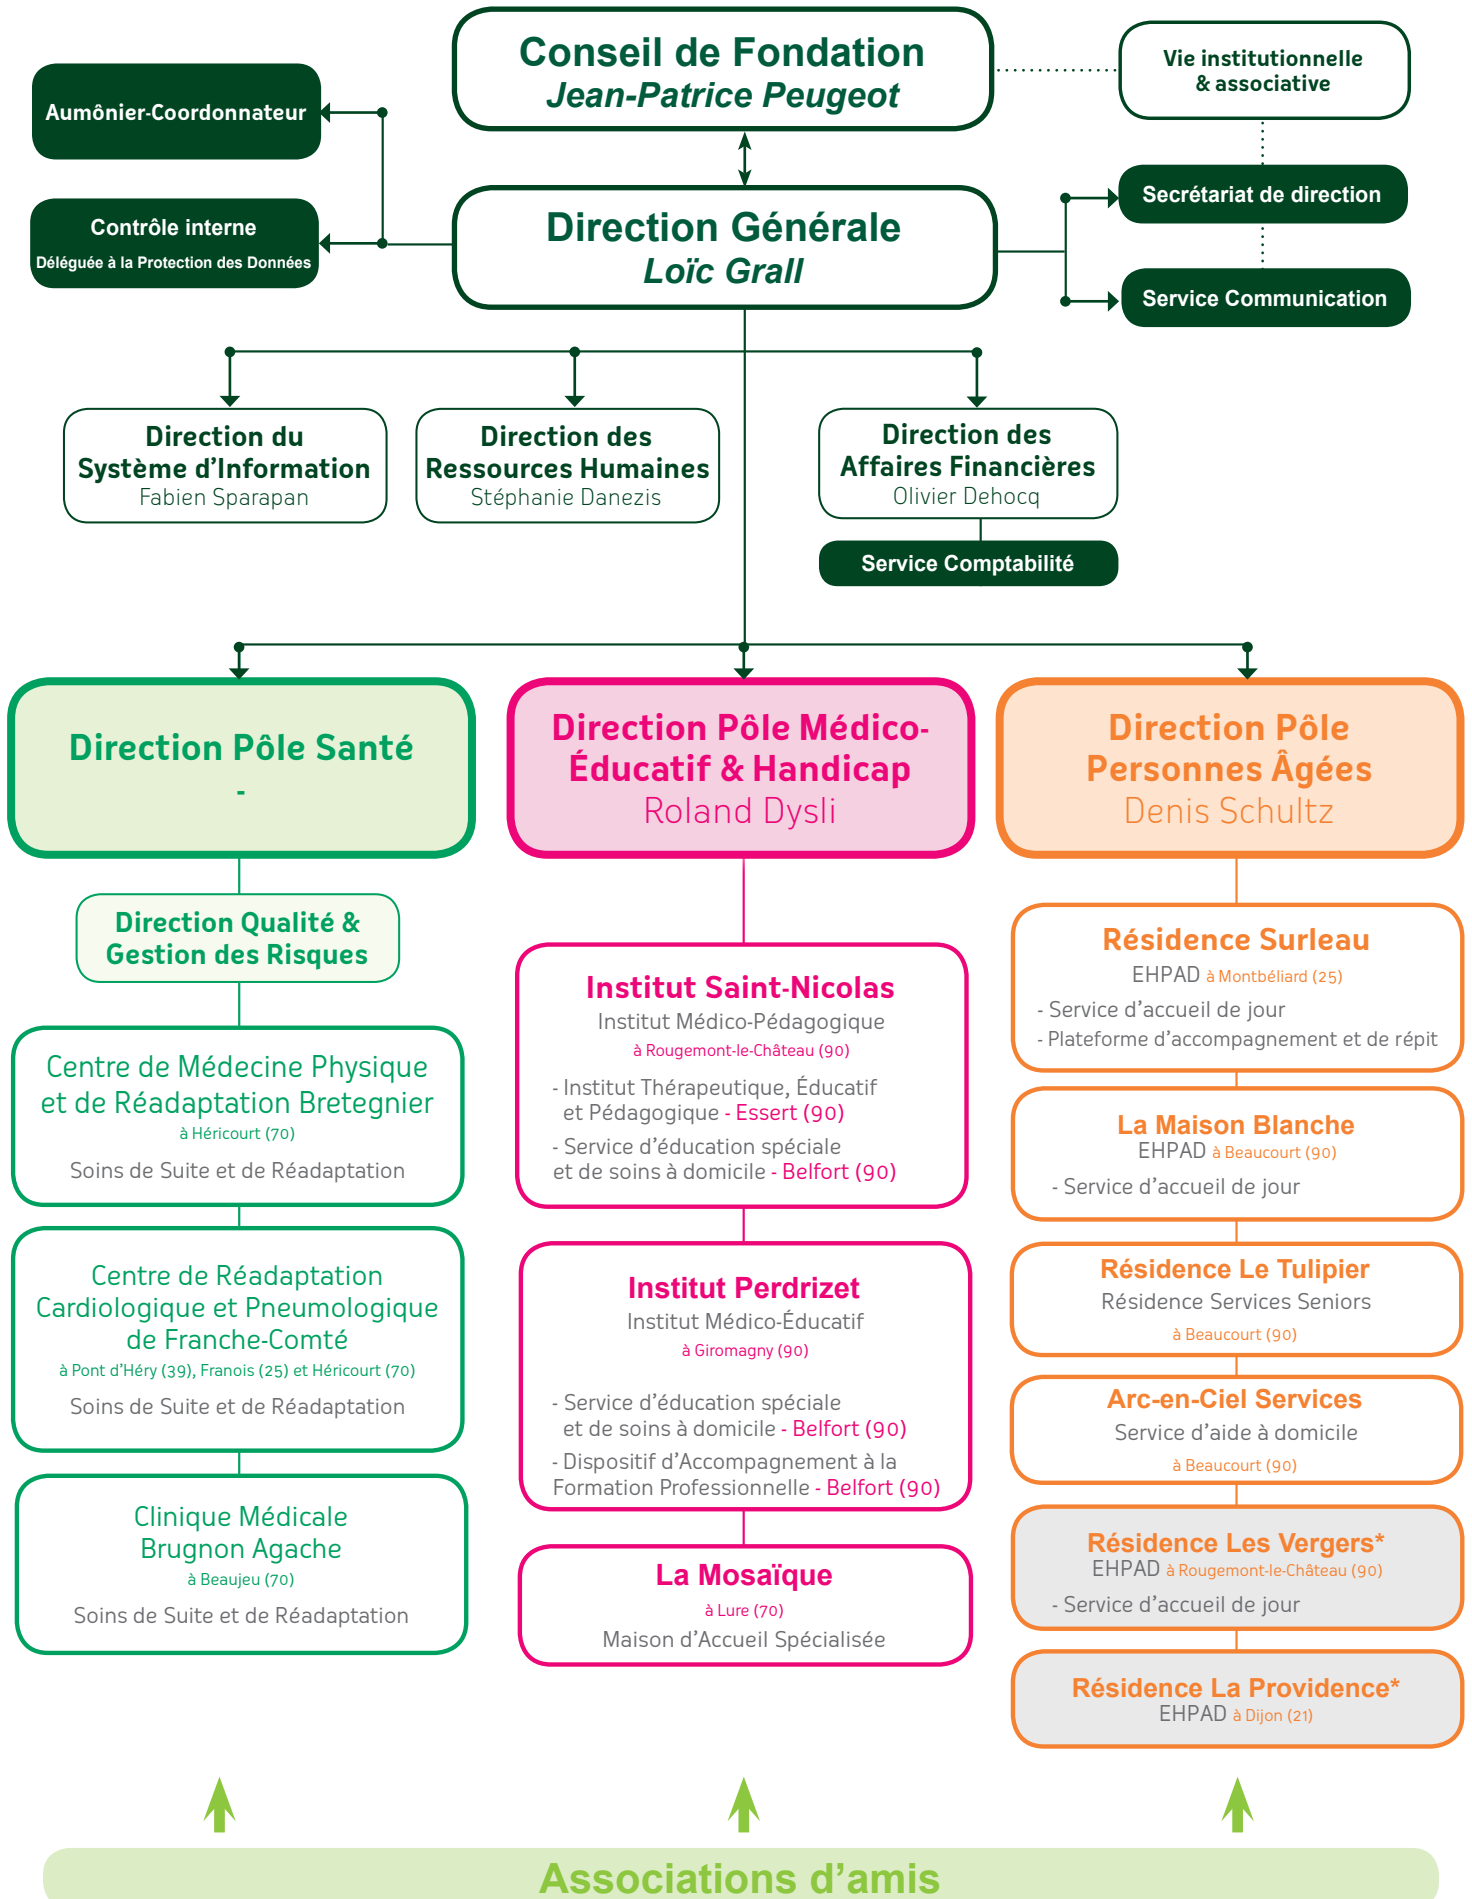 Conseil de Fondation
Jean-Patrice Peugeot
Vie institutionnelle
& associative
Aumônier-Coordonnateur
Secrétariat de direction
Contrôle interne
Déléguée à la Protection des Données
Direction Générale
Loïc Grall
Service Communication
Direction du
Système d'Information
Fabien Sparapan
Direction des
Ressources Humaines
Stéphanie Danezis
Direction des
Affaires Financières
Olivier Dehocq
Service Comptabilité
Direction Pôle Santé
-
Direction Qualité &
Gestion des Risques
Centre de Médecine Physique
et de Réadaptation Bretegnier
à Héricourt (70)
Soins de Suite et de Réadaptation
Centre de Réadaptation
Cardiologique et Pneumologique
de Franche-Comté
à Pont d'Héry (39), Franois (25) et Héricourt (70)
Soins de Suite et de Réadaptation
Clinique Médicale
Brugnon Agache
à Beaujeu (70)
Soins de Suite et de Réadaptation
Direction Pôle Médico-
Éducatif & Handicap
Roland Dysli
Institut Saint-Nicolas
Institut Médico-Pédagogique
à Rougemont-le-Château (90)
- Institut Thérapeutique, Éducatif
et Pédagogique - Essert (90)
- Service d'éducation spéciale
et de soins à domicile - Belfort (90)
Institut Perdrizet
Institut Médico-Éducatif
à Giromagny (90)
- Service d'éducation spéciale
et de soins à domicile - Belfort (90)
- Dispositif d'Accompagnement à la
Formation Professionnelle - Belfort (90)
La Mosaïque
à Lure (70)
Maison d'Accueil Spécialisée
Direction Pôle
Personnes Âgées
Denis Schultz
Résidence Surleau
EHPAD à Montbéliard (25)
- Service d'accueil de jour
- Plateforme d'accompagnement et de répit
La Maison Blanche
EHPAD à Beaucourt (90)
- Service d'accueil de jour
Résidence Le Tulipier
Résidence Services Seniors
à Beaucourt (90)
Arc-en-Ciel Services
Service d'aide à domicile
à Beaucourt (90)
Résidence Les Vergers*
EHPAD à Rougemont-le-Château (90)
- Service d'accueil de jour
Résidence La Providence*
EHPAD à Dijon (21)
Associations d'amis